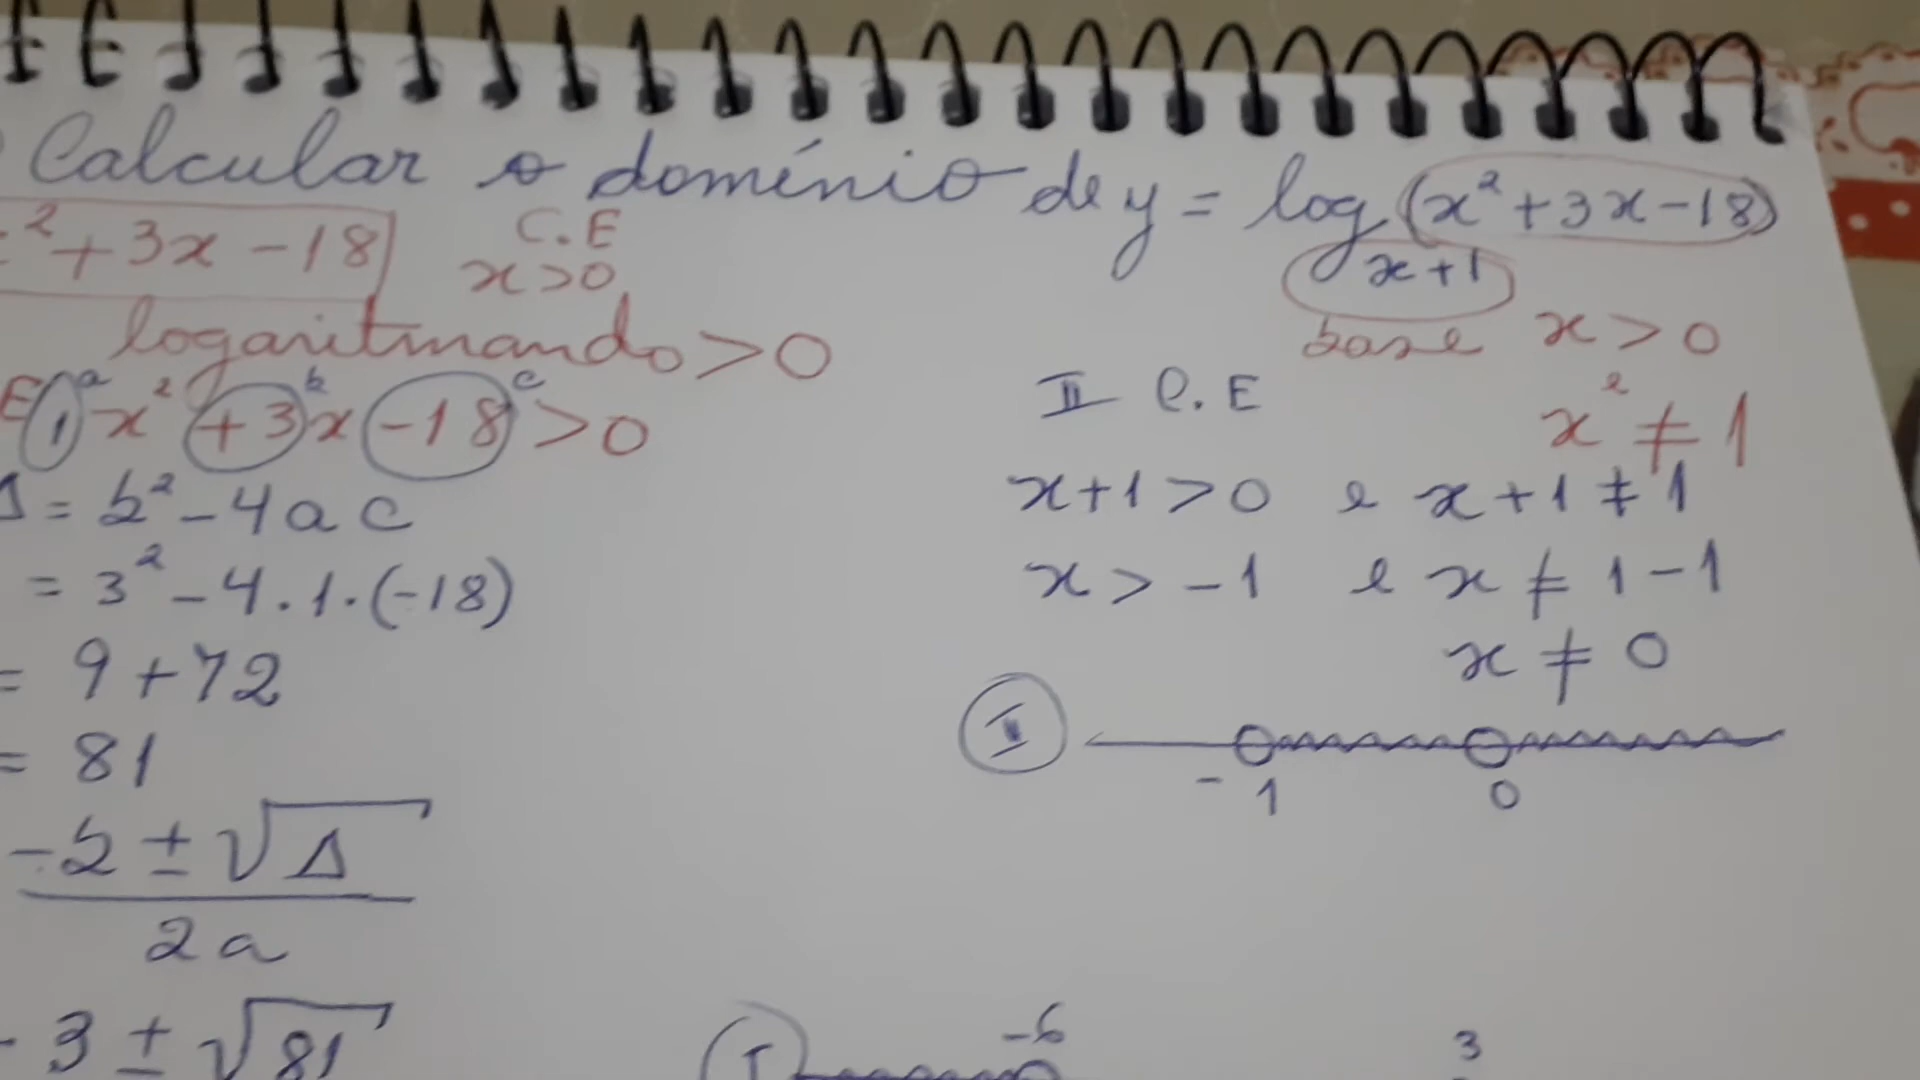 Calcular o domínio de y = log (x² + 3x - 18)
x + 1
² + 3x - 18
C.E
x > 0
logaritmando > 0
base x > 0
e
x ≠ 1
E 1x² + 3x - 18 > 0
a b c
Δ = b² - 4ac
= 3² - 4 . 1 . (-18)
= 9 + 72
= 81
-b ± √Δ
2a
- 3 ± √81
II C.E
x + 1 > 0 e x + 1 ≠ 1
x > -1 e x ≠ 1 - 1
x ≠ 0
II
-1 0
I -6 3